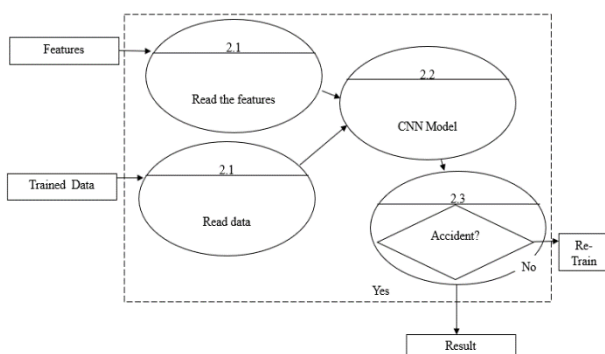 Features
2.1
Read the features
2.2
CNN Model
Trained Data
2.1
Read data
2.3
Accident?
Re-
Train
No
Yes
Result